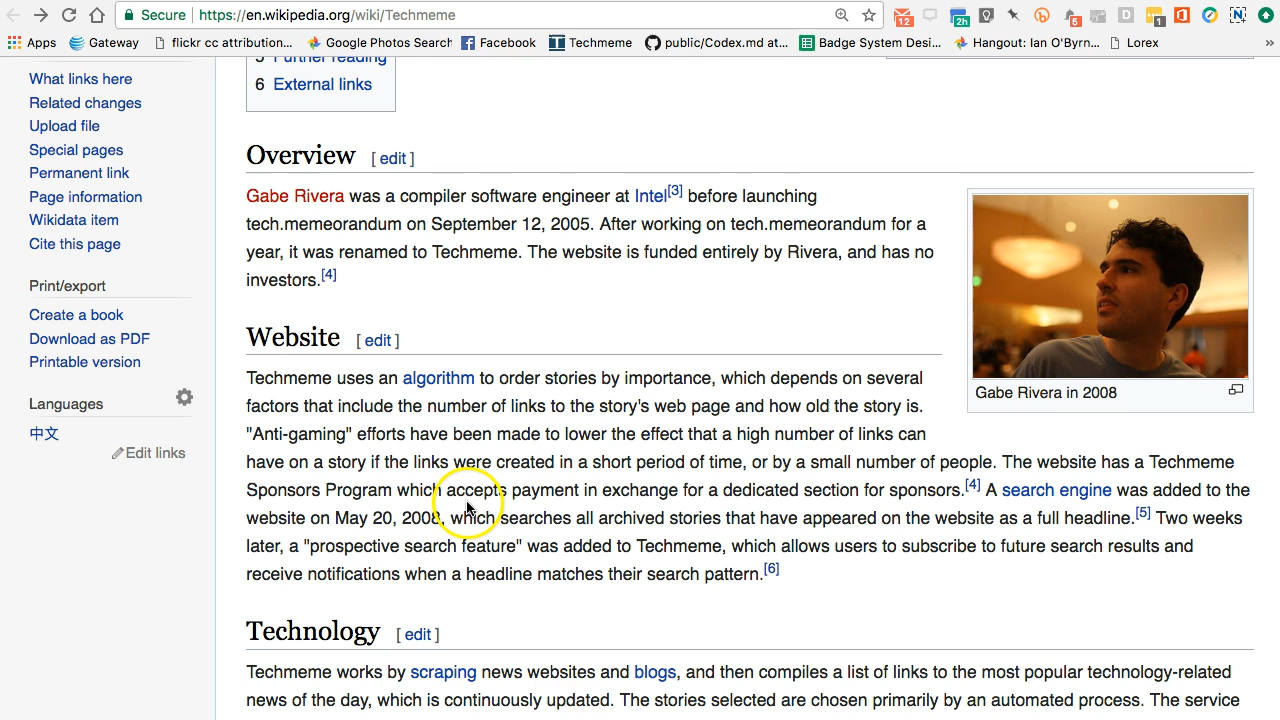 Secure https://en.wikipedia.org/wiki/Techmeme
12 2h 5 D 1 N
Apps Gateway flickr cc attribution... Google Photos Search Facebook Techmeme public/Codex.md at... Badge System Desi... Hangout: Ian O'Byrn... Lorex »
What links here
Related changes
Upload file
Special pages
Permanent link
Page information
Wikidata item
Cite this page
Print/export
Create a book
Download as PDF
Printable version
Languages
中文
Edit links
5 Further reading
6 External links
Overview [ edit ]
Gabe Rivera was a compiler software engineer at Intel[3] before launching
tech.memeorandum on September 12, 2005. After working on tech.memeorandum for a
year, it was renamed to Techmeme. The website is funded entirely by Rivera, and has no
investors.[4]
Gabe Rivera in 2008
Website [ edit ]
Techmeme uses an algorithm to order stories by importance, which depends on several
factors that include the number of links to the story's web page and how old the story is.
"Anti-gaming" efforts have been made to lower the effect that a high number of links can
have on a story if the links were created in a short period of time, or by a small number of people. The website has a Techmeme
Sponsors Program which accepts payment in exchange for a dedicated section for sponsors.[4] A search engine was added to the
website on May 20, 2008, which searches all archived stories that have appeared on the website as a full headline.[5] Two weeks
later, a "prospective search feature" was added to Techmeme, which allows users to subscribe to future search results and
receive notifications when a headline matches their search pattern.[6]
Technology [ edit ]
Techmeme works by scraping news websites and blogs, and then compiles a list of links to the most popular technology-related
news of the day, which is continuously updated. The stories selected are chosen primarily by an automated process. The service